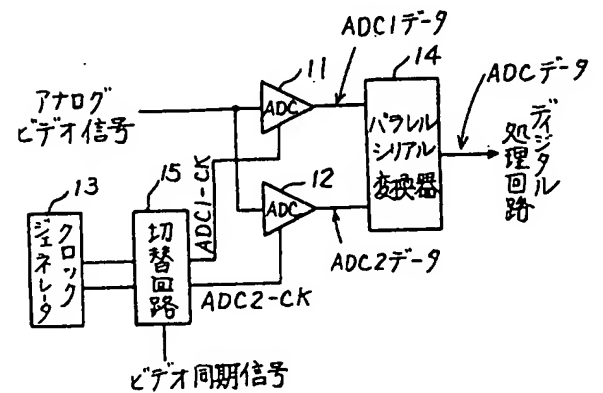 ADC1データ
11
14
ADCデータ
アナログ
ビデオ信号
ADC
パラレル
シリアル
変換器
ディジタル
処理回路
13
15
ADC1-CK
12
ADC
クロック
ジェネレータ
切替回路
ADC2データ
ADC2-CK
ビデオ同期信号